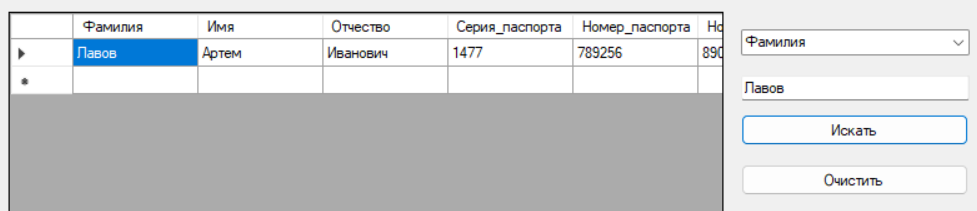 Фамилия Имя Отчество Серия_паспорта Номер_паспорта Но
Лавов Артем Иванович 1477 789256 890
Фамилия
Лавов
Искать
Очистить